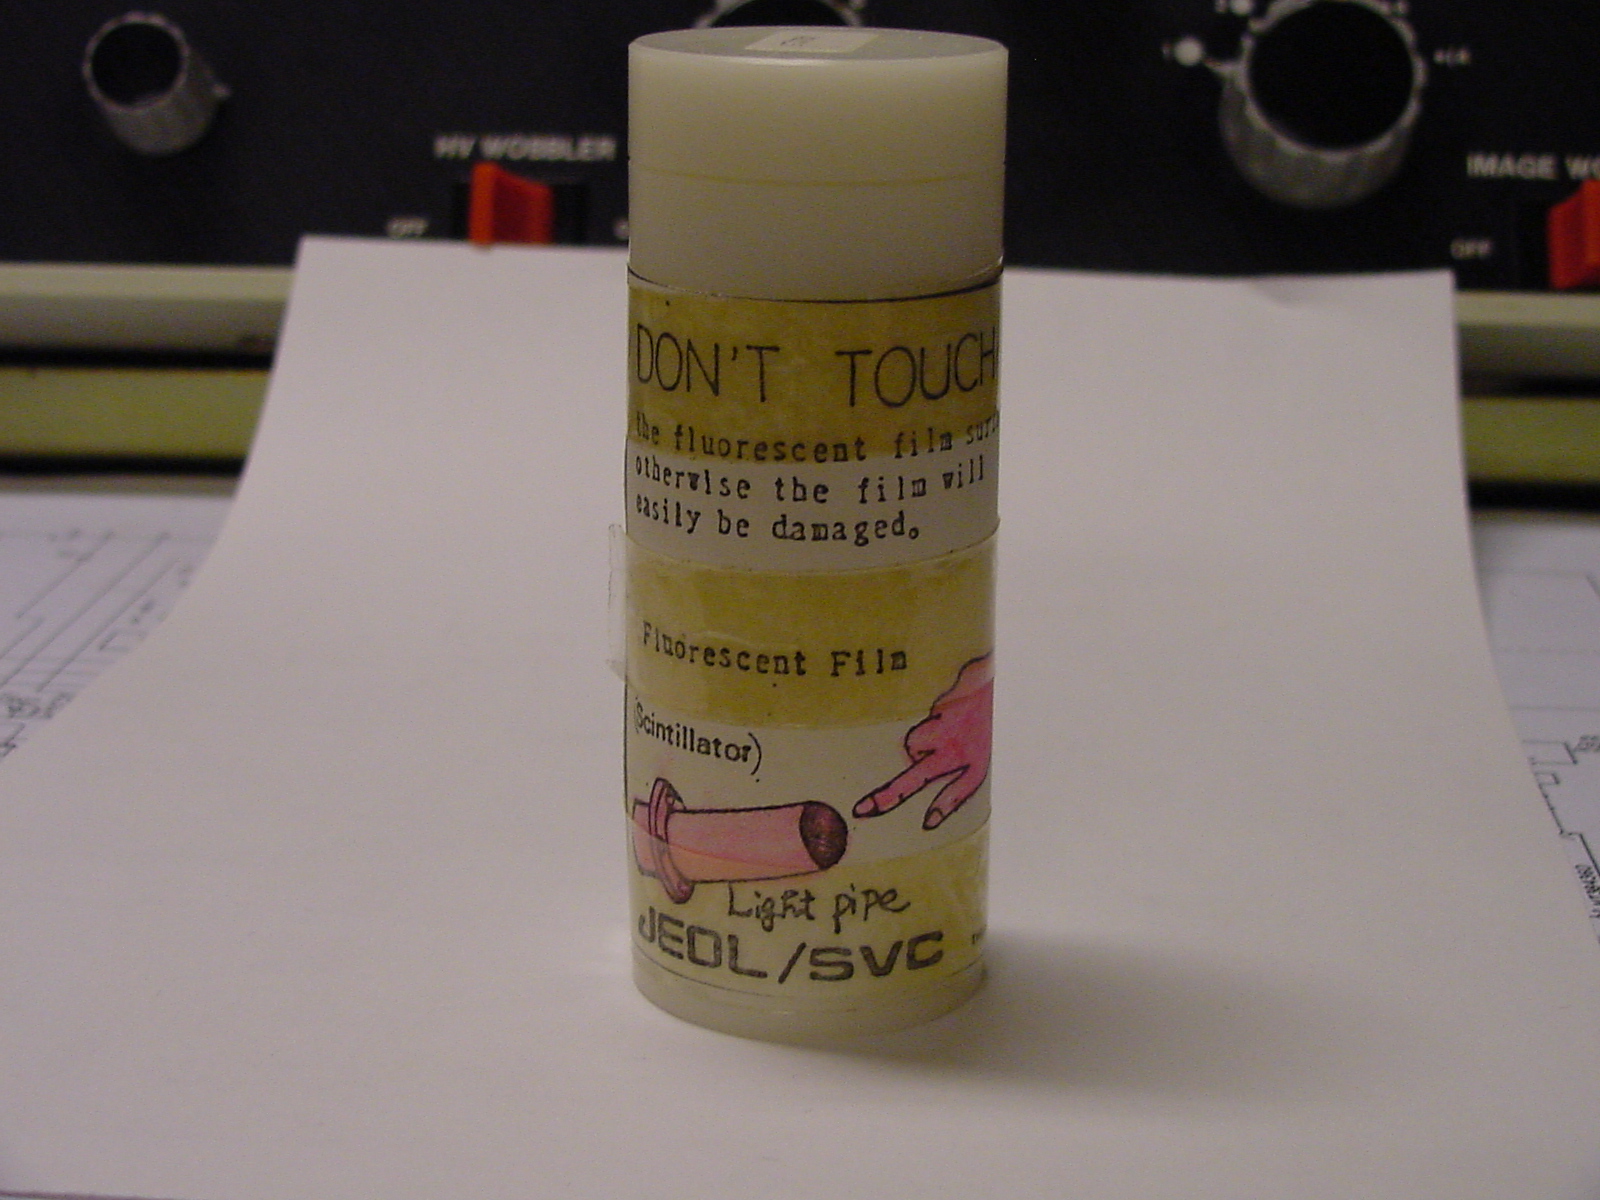 HV WOBBLER
OFF
IMAGE
OFF
DON'T TOUCH
the fluorescent film
otherwise the film will
easily be damaged.
Fluorescent Film
(Scintillator)
Light pipe
JEOL/SVC